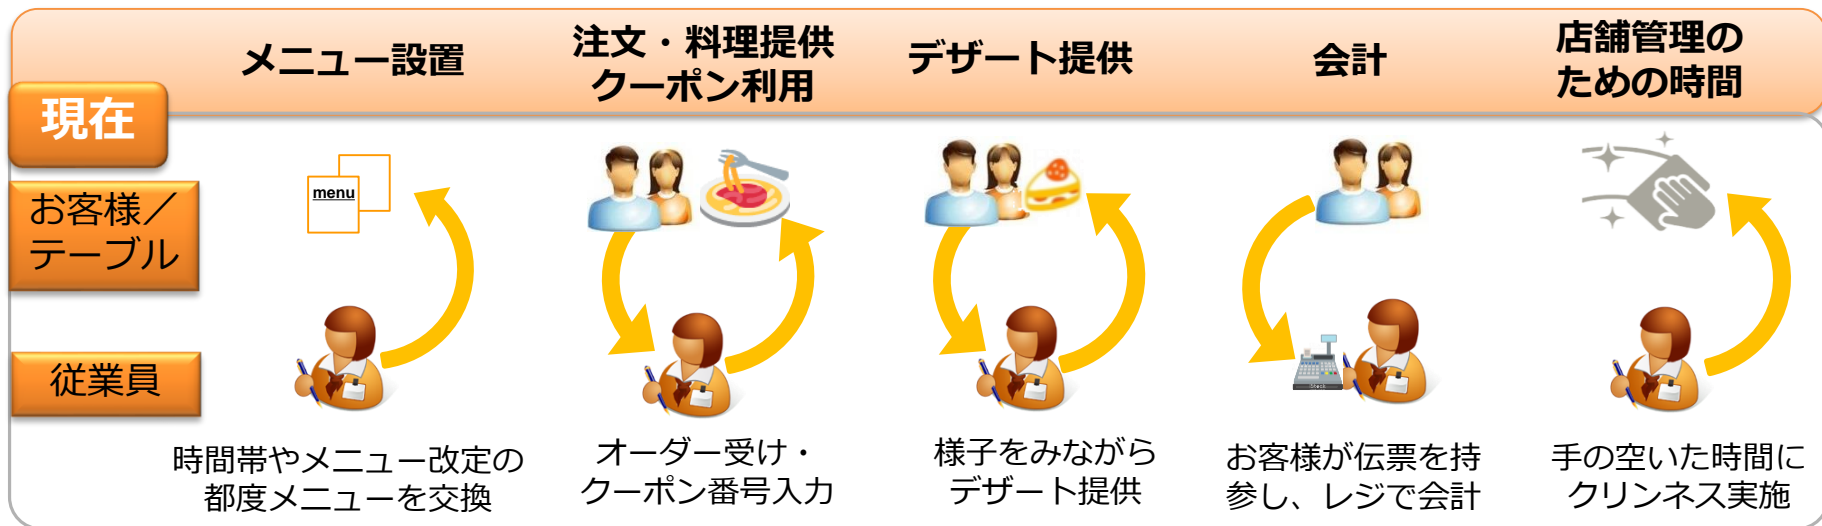 メニュー設置
注文・料理提供
クーポン利用
デザート提供
会計
店舗管理の
ための時間
現在
お客様／
テーブル
menu
従業員
時間帯やメニュー改定の
都度メニューを交換
オーダー受け・
クーポン番号入力
様子をみながら
デザート提供
お客様が伝票を持
参し、レジで会計
手の空いた時間に
クリンネス実施